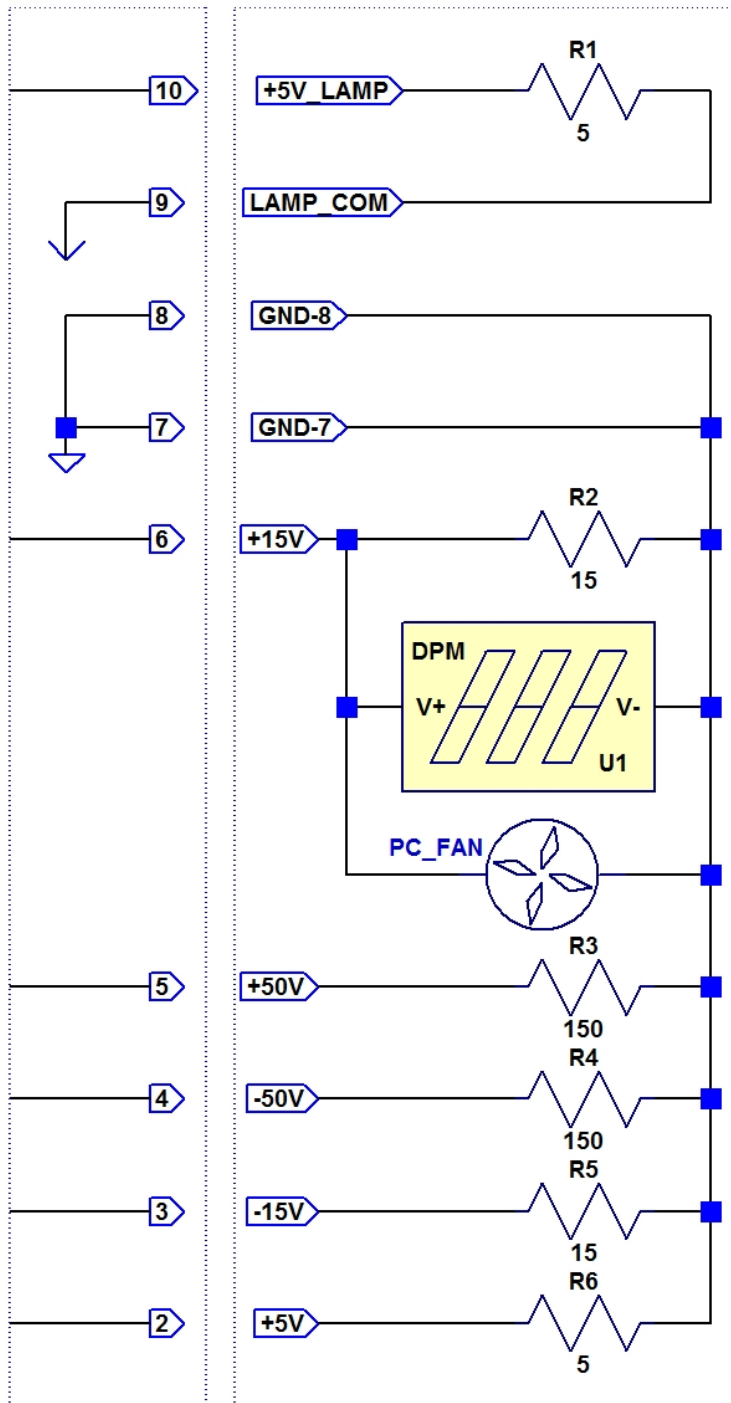 R1
10
+5V_LAMP
5
9
LAMP_COM
8
GND-8
7
GND-7
R2
6
+15V
15
DPM
V+
V-
U1
PC_FAN
R3
5
+50V
150
R4
4
-50V
150
R5
3
-15V
15
R6
2
+5V
5